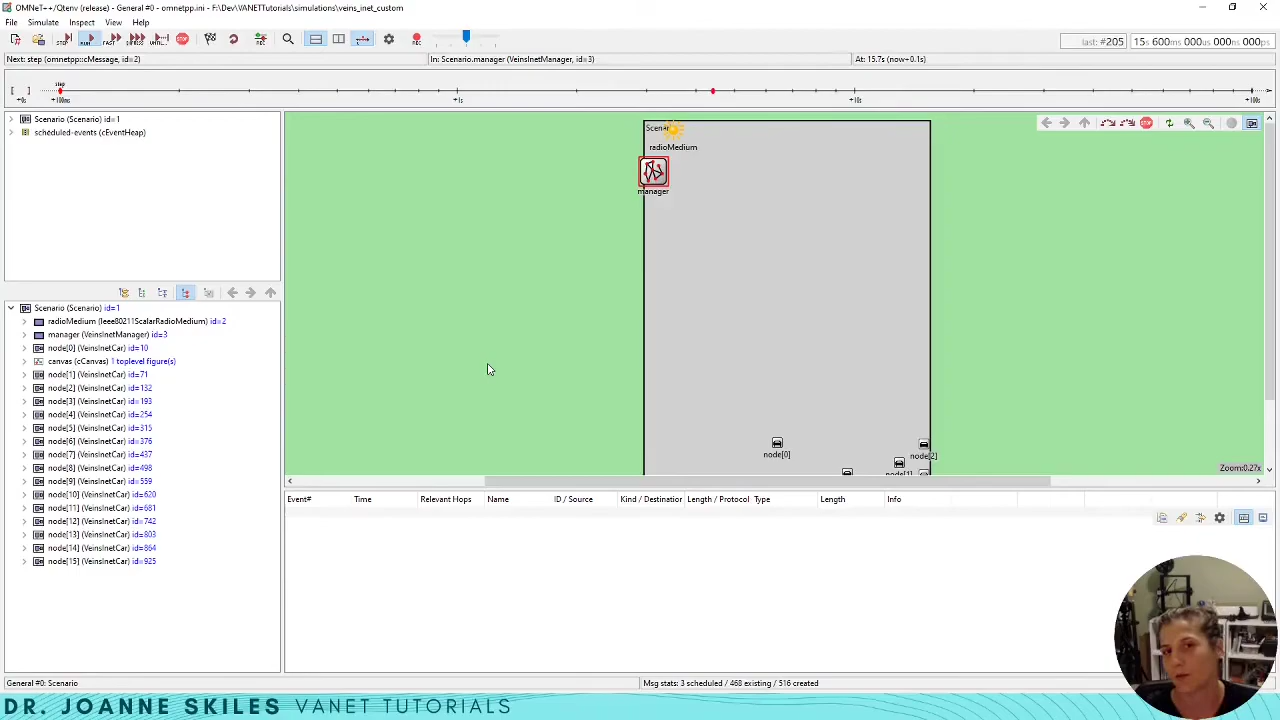 OMNeT++/Qtenv (release) - General #0 - omnetpp.ini - F:\Dev\VANETTutorials\simulations\veins_inet_custom
File Simulate Inspect View Help
last: #205 15s 600ms 000us 000ns 000ps
Next: step (omnetpp::cMessage, id=2) In: Scenario.manager (VeinsInetManager, id=3) At: 15.7s (now+0.1s)
step
+0s +100ms +1s +10s +100s
Scenario (Scenario) id=1
scheduled-events (cEventHeap)
Scenar
radioMedium
manager
node[0]
node[2]
node[1]
Zoom:0.27x
Scenario (Scenario) id=1
radioMedium (Ieee80211ScalarRadioMedium) id=2
manager (VeinsInetManager) id=3
node[0] (VeinsInetCar) id=10
canvas (cCanvas) 1 toplevel figure(s)
node[1] (VeinsInetCar) id=71
node[2] (VeinsInetCar) id=132
node[3] (VeinsInetCar) id=193
node[4] (VeinsInetCar) id=254
node[5] (VeinsInetCar) id=315
node[6] (VeinsInetCar) id=376
node[7] (VeinsInetCar) id=437
node[8] (VeinsInetCar) id=498
node[9] (VeinsInetCar) id=559
node[10] (VeinsInetCar) id=620
node[11] (VeinsInetCar) id=681
node[12] (VeinsInetCar) id=742
node[13] (VeinsInetCar) id=803
node[14] (VeinsInetCar) id=864
node[15] (VeinsInetCar) id=925
Event# Time Relevant Hops Name ID / Source Kind / Destination Length / Protocol Type Length Info
General #0: Scenario Msg stats: 3 scheduled / 468 existing / 516 created
DR. JOANNE SKILES VANET TUTORIALS